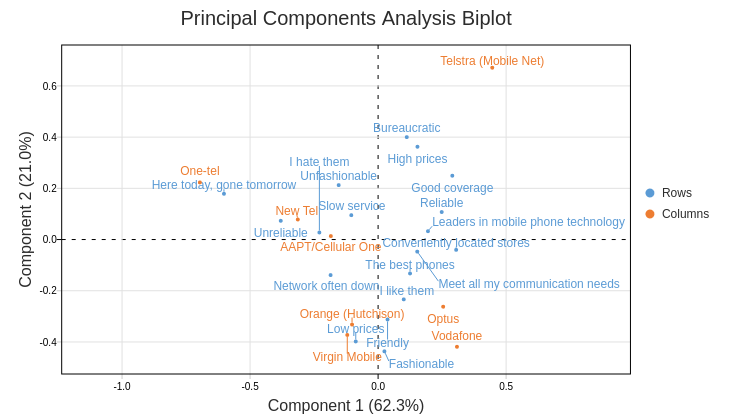 Principal Components Analysis Biplot
Telstra (Mobile Net)
0.6
Bureaucratic
0.4
High prices
I hate them
One-tel
Unfashionable
Here today, gone tomorrow
Good coverage
0.2
Reliable
Slow service
New Tel
Leaders in mobile phone technology
Unreliable
0.0
AAPT/Cellular One
Conveniently located stores
The best phones
Network often down
Meet all my communication needs
I like them
-0.2
Orange (Hutchison)
Optus
Low prices
Vodafone
-0.4
Friendly
Virgin Mobile
Fashionable
-1.0
-0.5
0.0
0.5
Component 1 (62.3%)
Component 2 (21.0%)
Rows
Columns